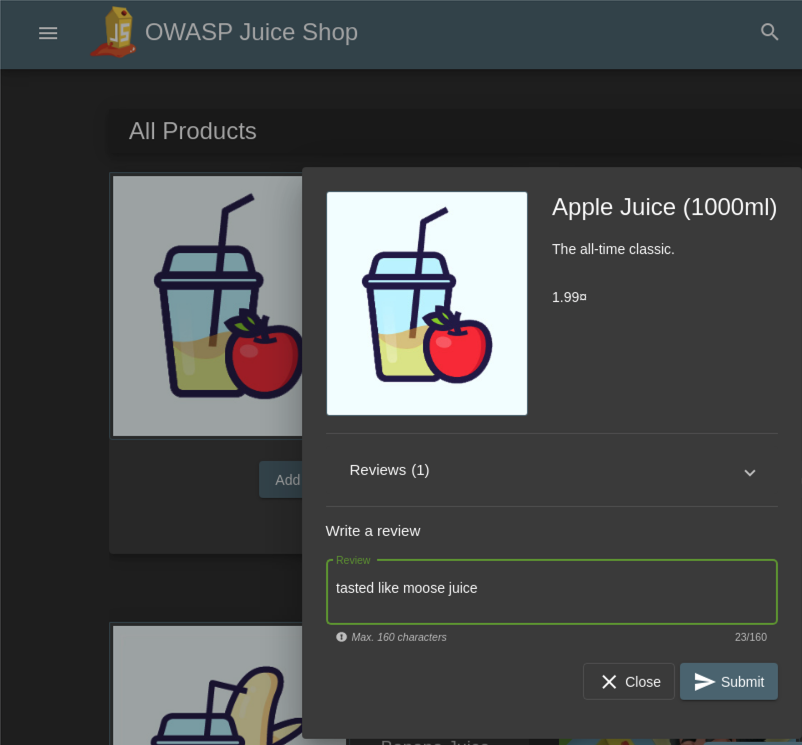 JS OWASP Juice Shop
All Products
Apple Juice (1000ml)
The all-time classic.
1.99¤
Add
Reviews (1)
Write a review
Review
tasted like moose juice
Max. 160 characters 23/160
Close Submit
Banana Juice